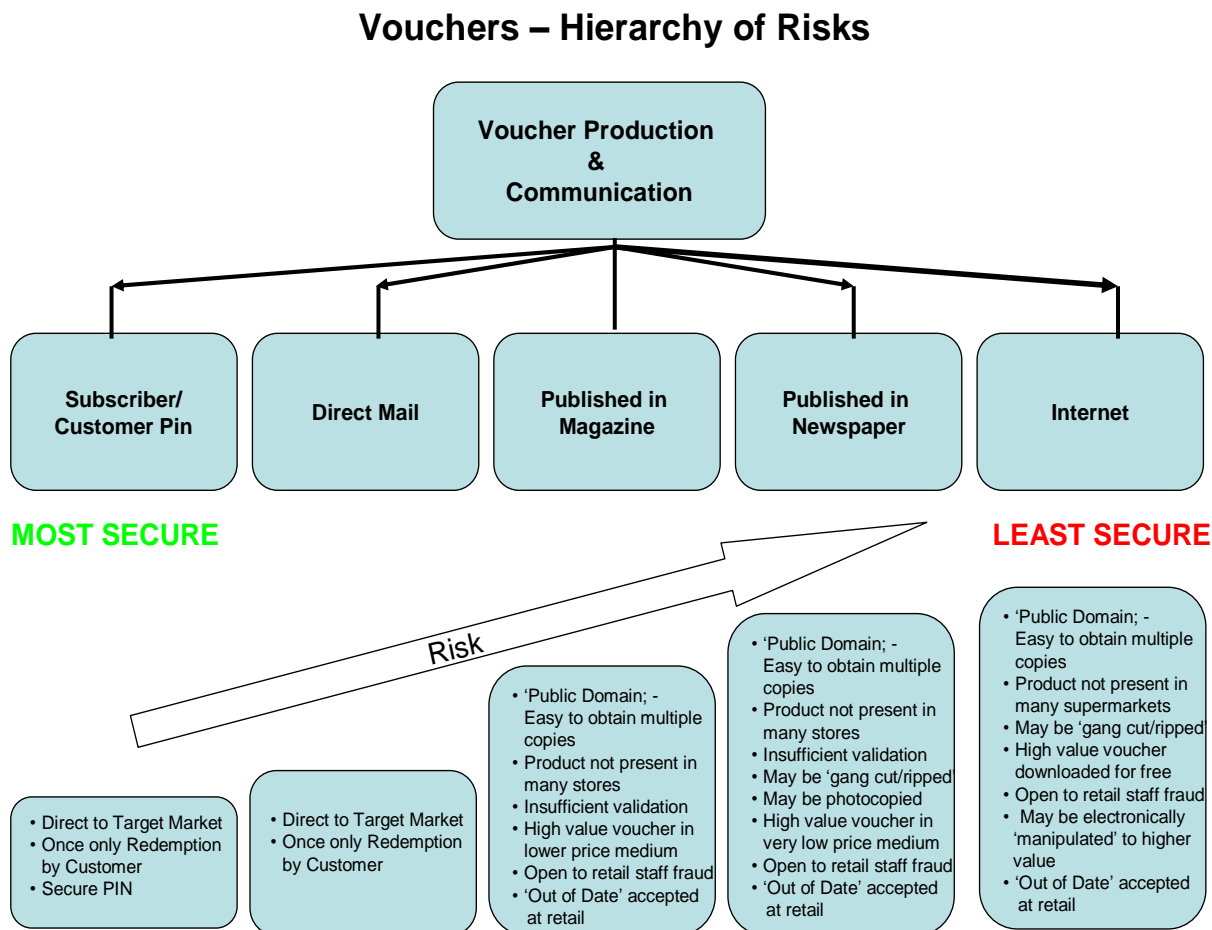 Vouchers – Hierarchy of Risks
Voucher Production
&
Communication
Subscriber/
Customer Pin
Direct Mail
Published in
Magazine
Published in
Newspaper
Internet
MOST SECURE
LEAST SECURE
Risk
• Direct to Target Market
• Once only Redemption
by Customer
• Secure PIN
• Direct to Target Market
• Once only Redemption
by Customer
• ‘Public Domain; -
Easy to obtain multiple
copies
• Product not present in
many stores
• Insufficient validation
• High value voucher in
lower price medium
• Open to retail staff fraud
• ‘Out of Date’ accepted
at retail
• ‘Public Domain; -
Easy to obtain multiple
copies
• Product not present in
many stores
• Insufficient validation
• May be ‘gang cut/ripped’
• May be photocopied
• High value voucher in
very low price medium
• Open to retail staff fraud
• ‘Out of Date’ accepted
at retail
• ‘Public Domain; -
Easy to obtain multiple
copies
• Product not present in
many supermarkets
• May be ‘gang cut/ripped’
• High value voucher
downloaded for free
• Open to retail staff fraud
• May be electronically
‘manipulated’ to higher
value
• ‘Out of Date’ accepted
at retail